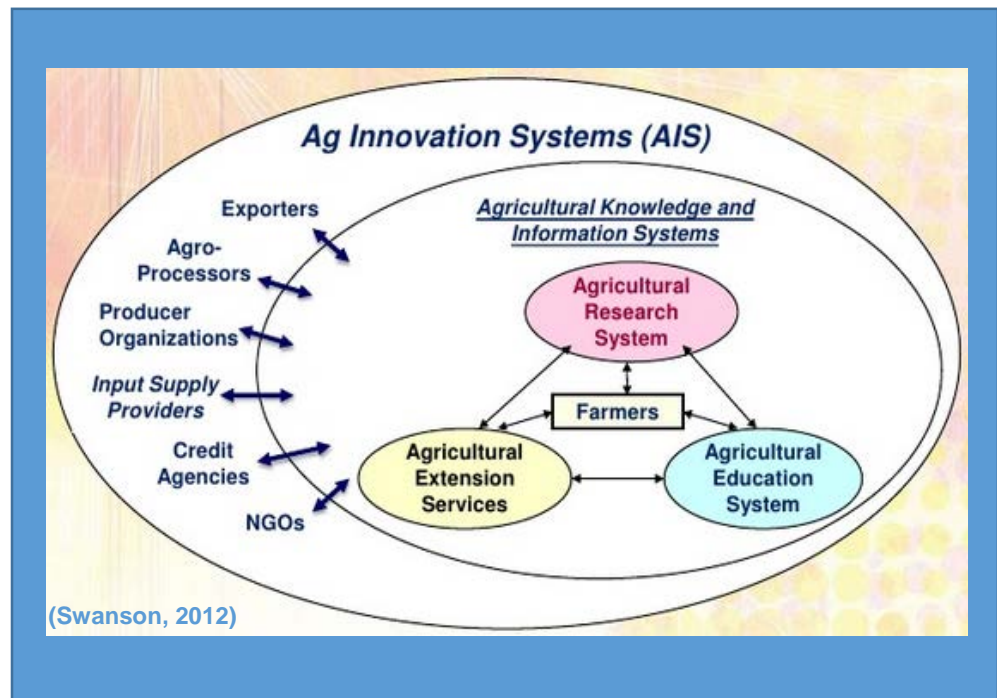 Ag Innovation Systems (AIS)
Exporters
Agro-
Processors
Producer
Organizations
Input Supply
Providers
Credit
Agencies
NGOs
Agricultural Knowledge and
Information Systems
Agricultural
Research
System
Farmers
Agricultural
Extension
Services
Agricultural
Education
System
(Swanson, 2012)